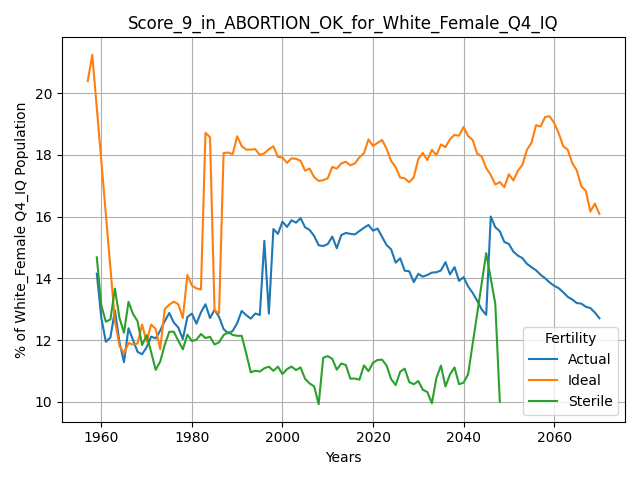 Score_9_in_ABORTION_OK_for_White_Female_Q4_IQ
% of White_Female Q4_IQ Population
20
18
16
14
12
10
1960
1980
2000
2020
2040
2060
Years
Fertility
Actual
Ideal
Sterile